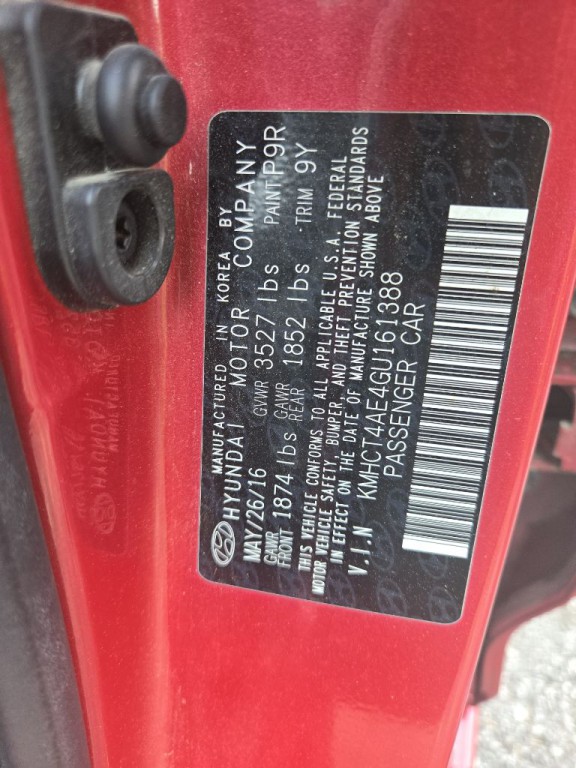 MANUFACTURED IN KOREA BY
HYUNDAI MOTOR COMPANY
MAY/26/16 GVWR 3527 lbs PAINT P9R
GAWR FRONT 1874 lbs GAWR REAR 1852 lbs TRIM 9Y
THIS VEHICLE CONFORMS TO ALL APPLICABLE U.S.A. FEDERAL
MOTOR VEHICLE SAFETY, BUMPER, AND THEFT PREVENTION STANDARDS
IN EFFECT ON THE DATE OF MANUFACTURE SHOWN ABOVE
V.I.N KMHCT4AE4GU161388
PASSENGER CAR